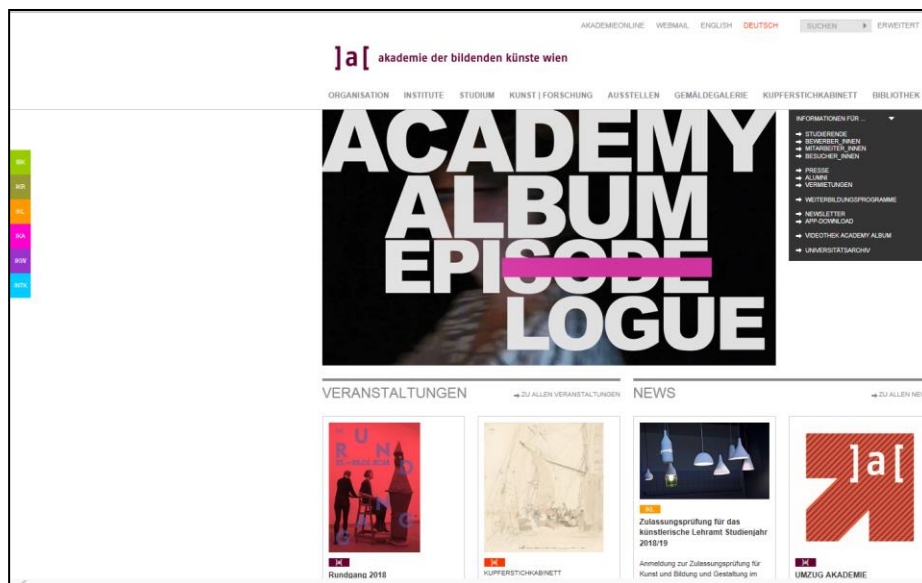 AKADEMIEONLINE WEBMAIL ENGLISH DEUTSCH SUCHEN ERWEITERT
]a[ akademie der bildenden künste wien
ORGANISATION INSTITUTE STUDIUM KUNST | FORSCHUNG AUSSTELLEN GEMÄLDEGALERIE KUPFERSTICHKABINETT BIBLIOTHEK
ACADEMY
ALBUM
EPISODE
LOGUE
INFORMATIONEN FÜR ...
STUDIERENDE
BEWERBER_INNEN
MITARBEITER_INNEN
BESUCHER_INNEN
PRESSE
ALUMNI
VERMIETUNGEN
WEITERBILDUNGSPROGRAMME
NEWSLETTER
APP-DOWNLOAD
VIDEOTHEK ACADEMY ALBUM
UNIVERSITÄTSARCHIV
IBK
IKR
IKL
IKA
IKW
INTK
VERANSTALTUNGEN
ZU ALLEN VERANSTALTUNGEN
NEWS
ZU ALLEN NE
RUNDGANG
]a[
Rundgang 2018
KUPFERSTICHKABINETT
IKL
Zulassungsprüfung für das
künstlerische Lehramt Studienjahr
2018/19
Anmeldung zur Zulassungsprüfung für
Kunst und Bildung und Gestaltung im
]a[
]a[
UMZUG AKADEMIE